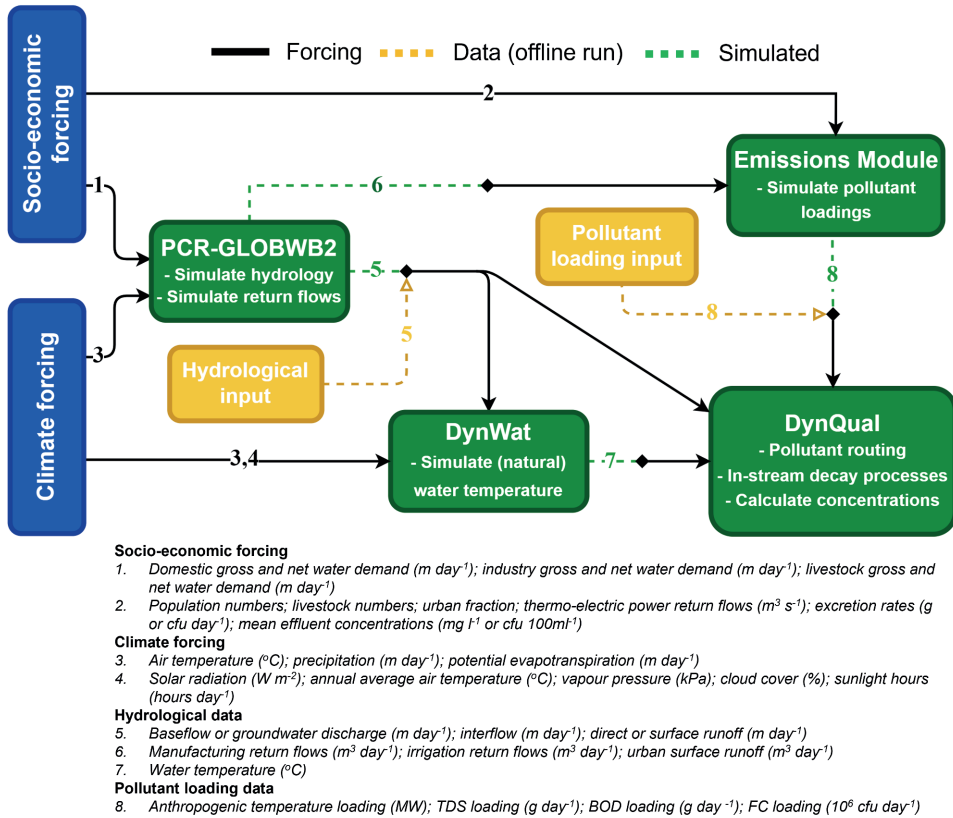 Forcing
Data (offline run)
Simulated
Socio-economic
forcing
2
1
6
Emissions Module
- Simulate pollutant
loadings
PCR-GLOBWB2
- Simulate hydrology
- Simulate return flows
5
Pollutant
loading input
8
8
5
3
Hydrological
input
Climate forcing
3,4
DynWat
- Simulate (natural)
water temperature
7
DynQual
- Pollutant routing
- In-stream decay processes
- Calculate concentrations
Socio-economic forcing
1. Domestic gross and net water demand (m day⁻¹); industry gross and net water demand (m day⁻¹); livestock gross and
net water demand (m day⁻¹)
2. Population numbers; livestock numbers; urban fraction; thermo-electric power return flows (m³ s⁻¹); excretion rates (g
or cfu day⁻¹); mean effluent concentrations (mg l⁻¹ or cfu 100ml⁻¹)
Climate forcing
3. Air temperature (ºC); precipitation (m day⁻¹); potential evapotranspiration (m day⁻¹)
4. Solar radiation (W m⁻²); annual average air temperature (ºC); vapour pressure (kPa); cloud cover (%); sunlight hours
(hours day⁻¹)
Hydrological data
5. Baseflow or groundwater discharge (m day⁻¹); interflow (m day⁻¹); direct or surface runoff (m day⁻¹)
6. Manufacturing return flows (m³ day⁻¹); irrigation return flows (m³ day⁻¹); urban surface runoff (m³ day⁻¹)
7. Water temperature (ºC)
Pollutant loading data
8. Anthropogenic temperature loading (MW); TDS loading (g day⁻¹); BOD loading (g day ⁻¹); FC loading (10⁶ cfu day⁻¹)